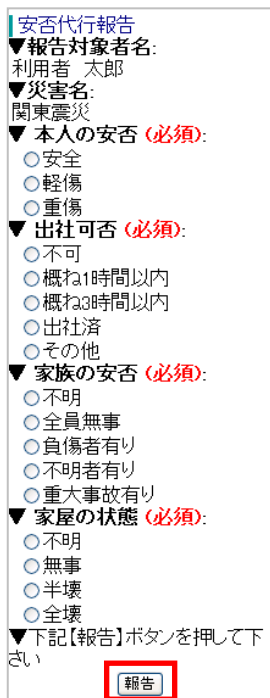 安否代行報告
▼報告対象者名:
利用者 太郎
▼災害名:
関東震災
▼ 本人の安否 (必須):
○安全
○軽傷
○重傷
▼ 出社可否 (必須):
○不可
○概ね1時間以内
○概ね3時間以内
○出社済
○その他
▼ 家族の安否 (必須):
○不明
○全員無事
○負傷者有り
○不明者有り
○重大事故有り
▼ 家屋の状態 (必須):
○不明
○無事
○半壊
○全壊
▼下記【報告】ボタンを押して下
さい
報告